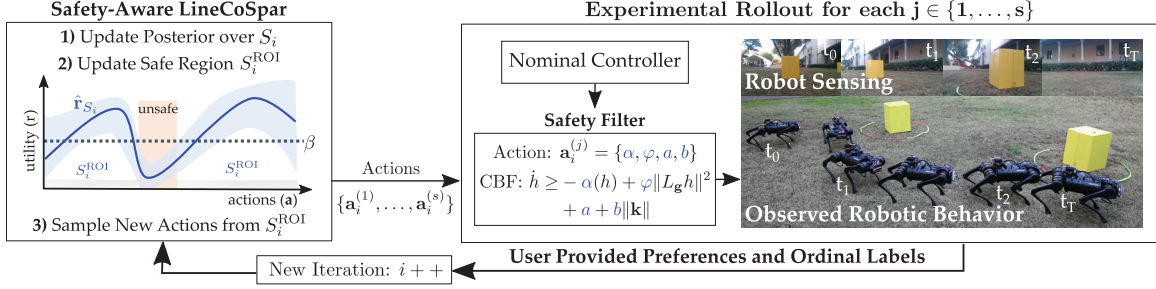 Safety-Aware LineCoSpar
1) Update Posterior over S_i
2) Update Safe Region S_i^ROI
r̂_{S_i}
unsafe
utility (r)
β
S_i^ROI
S_i^ROI
actions (a)
3) Sample New Actions from S_i^ROI
Actions
{a_i^(1), ..., a_i^(s)}
Experimental Rollout for each j ∈ {1, ..., s}
Nominal Controller
Safety Filter
Action: a_i^(j) = {α, φ, a, b}
CBF: ḣ ≥ − α(h) + φ‖L_g h‖²
+ a + b‖k‖
t_0
t_1
t_2
t_T
Robot Sensing
t_0
t_1
t_2
t_T
Observed Robotic Behavior
User Provided Preferences and Ordinal Labels
New Iteration: i + +